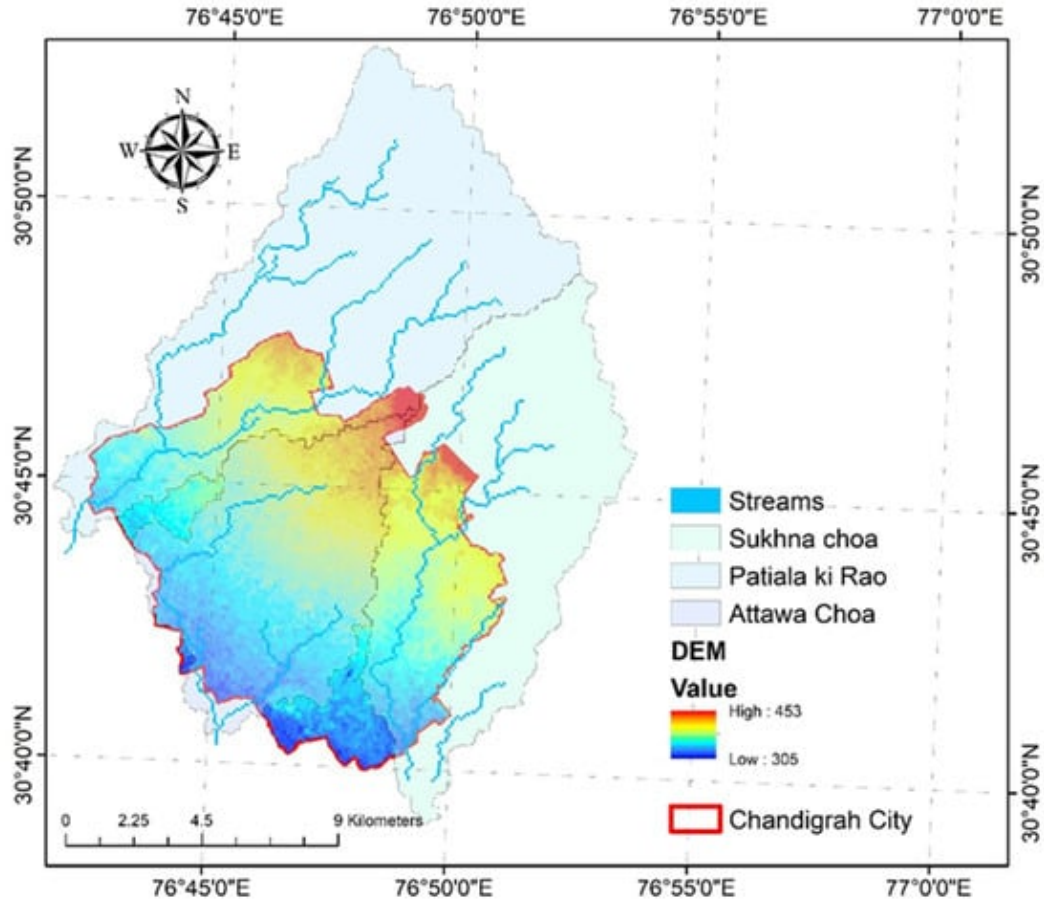 76°45'0"E 76°50'0"E 76°55'0"E 77°0'0"E
N
W E
S
30°50'0"N
30°50'0"N
30°45'0"N
30°45'0"N
30°40'0"N
30°40'0"N
Streams
Sukhna choa
Patiala ki Rao
Attawa Choa
DEM
Value
High : 453
Low : 305
Chandigrah City
0 2.25 4.5 9 Kilometers
76°45'0"E 76°50'0"E 76°55'0"E 77°0'0"E